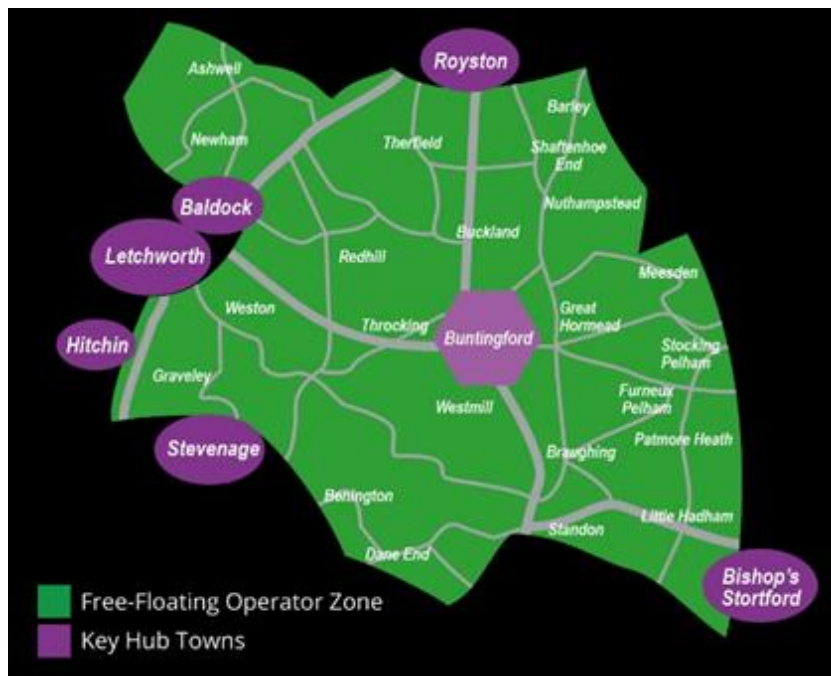 Royston
Ashwell
Barley
Newham
Therfield
Shaftenhoe
End
Baldock
Nuthampstead
Buckland
Letchworth
Redhill
Meesden
Weston
Great
Hormead
Throcking
Buntingford
Hitchin
Stocking
Pelham
Graveley
Furneux
Pelham
Westmill
Patmore Heath
Stevenage
Braughing
Benington
Little Hadham
Standon
Dane End
Bishop's
Stortford
Free-Floating Operator Zone
Key Hub Towns